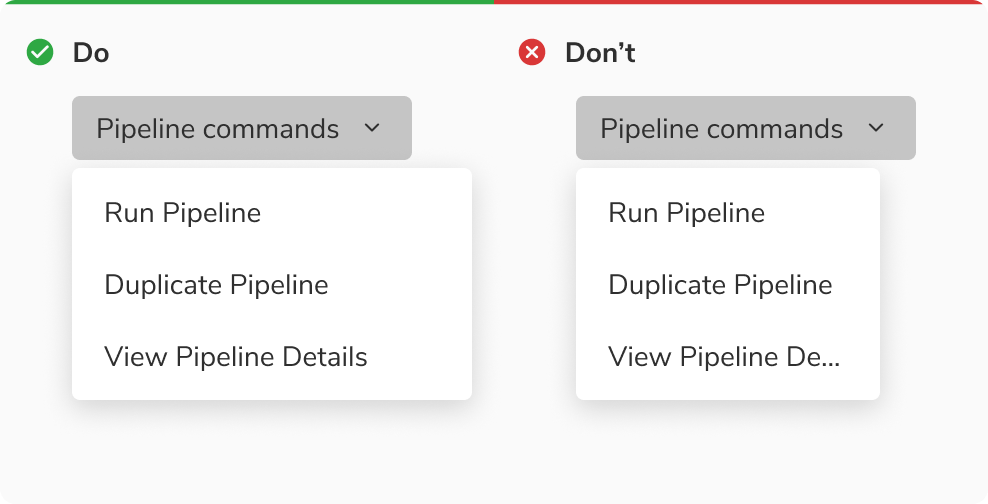 Do
Pipeline commands
Run Pipeline
Duplicate Pipeline
View Pipeline Details
Don’t
Pipeline commands
Run Pipeline
Duplicate Pipeline
View Pipeline De...